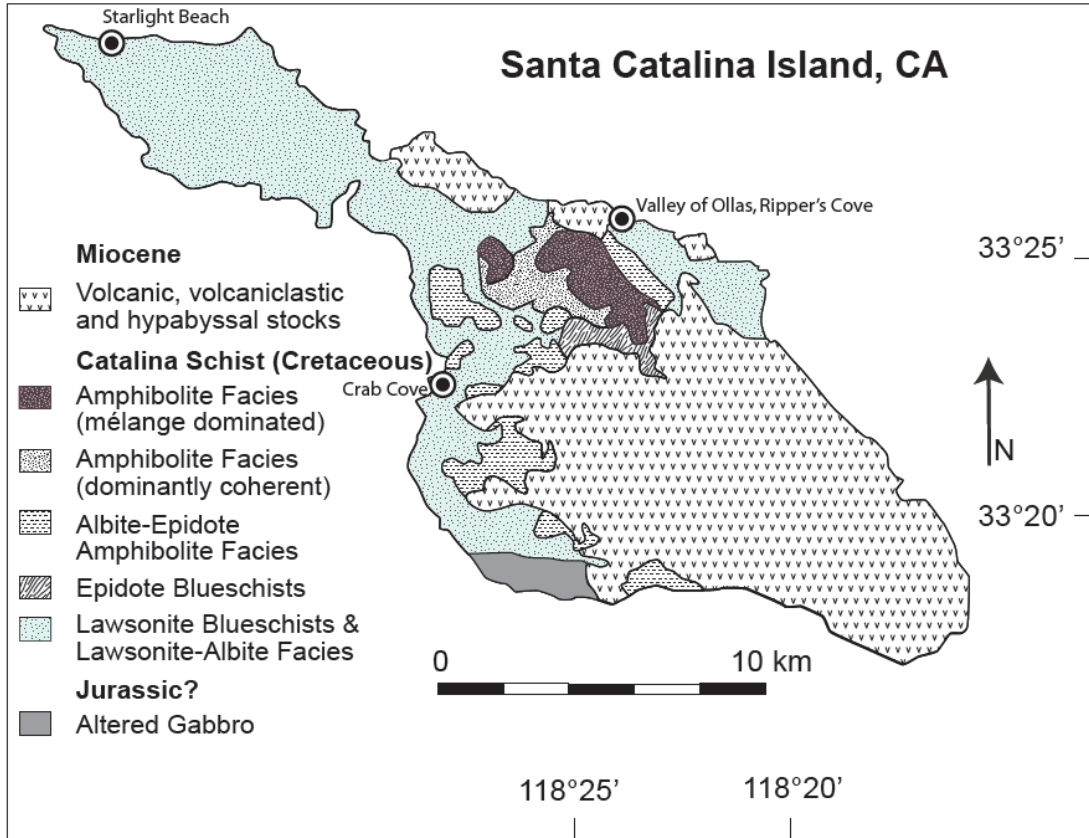 Starlight Beach
Santa Catalina Island, CA
Valley of Ollas, Ripper's Cove
33°25'
Miocene
Volcanic, volcaniclastic
and hypabyssal stocks
Catalina Schist (Cretaceous)
Crab Cove
Amphibolite Facies
(mélange dominated)
Amphibolite Facies
(dominantly coherent)
N
33°20'
Albite-Epidote
Amphibolite Facies
Epidote Blueschists
Lawsonite Blueschists &
Lawsonite-Albite Facies
0 10 km
Jurassic?
Altered Gabbro
118°25' 118°20'